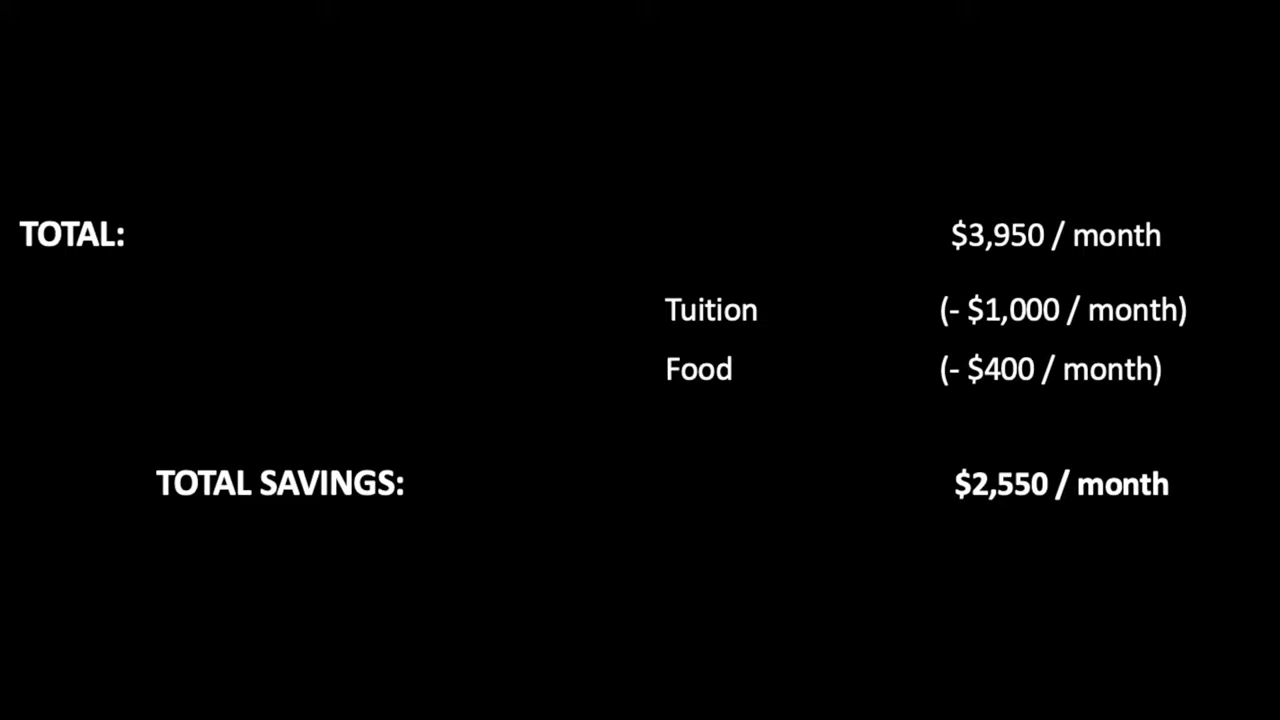 TOTAL: $3,950 / month
Tuition (- $1,000 / month)
Food (- $400 / month)
TOTAL SAVINGS: $2,550 / month